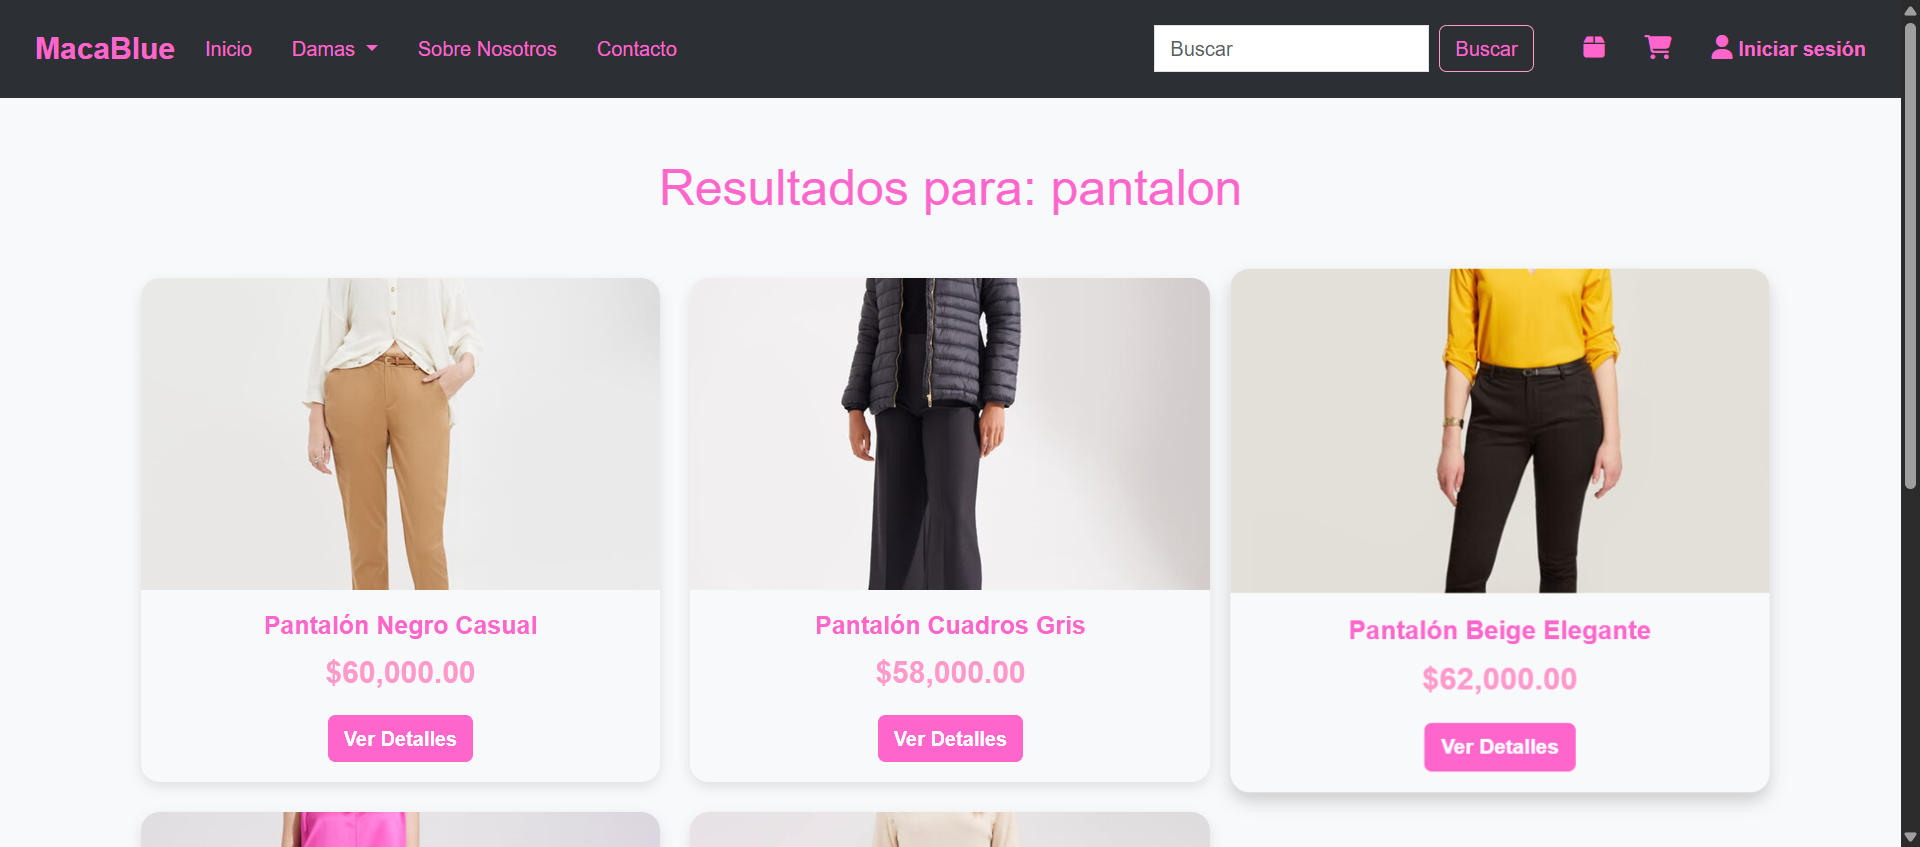 MacaBlue Inicio Damas Sobre Nosotros Contacto Buscar Buscar Iniciar sesión
Resultados para: pantalon
Pantalón Negro Casual
$60,000.00
Ver Detalles
Pantalón Cuadros Gris
$58,000.00
Ver Detalles
Pantalón Beige Elegante
$62,000.00
Ver Detalles